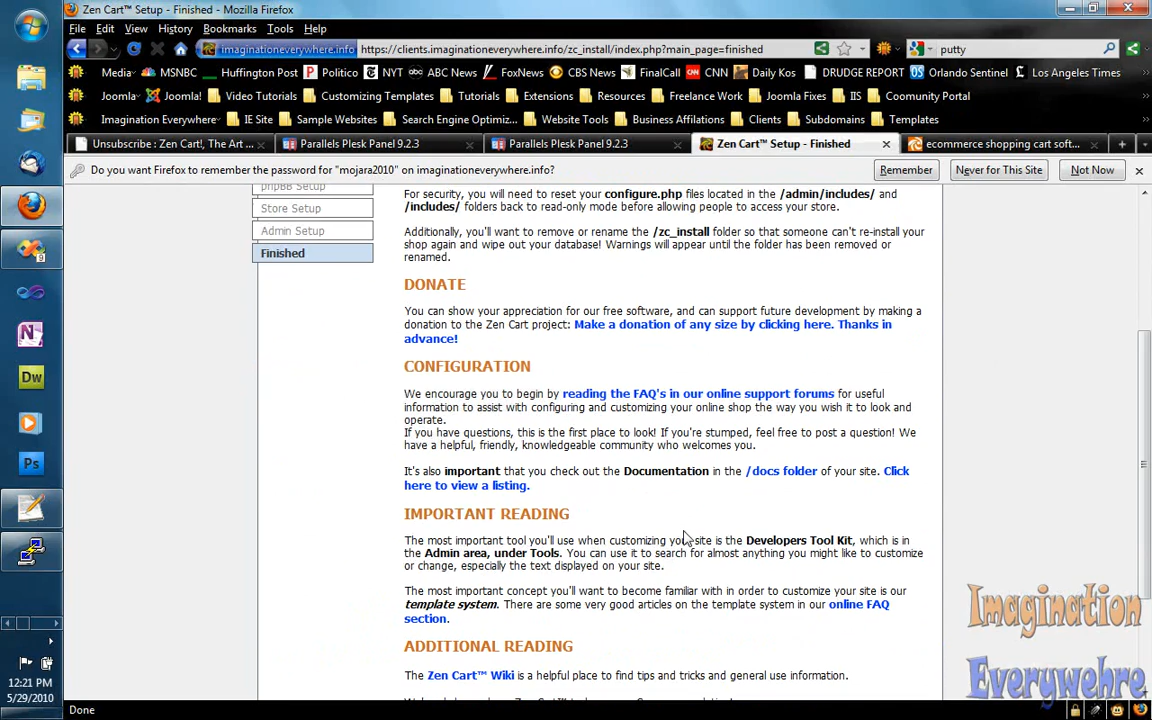 Zen Cart™ Setup - Finished - Mozilla Firefox
File Edit View History Bookmarks Tools Help
imaginationeverywhere.info https://clients.imaginationeverywhere.info/zc_install/index.php?main_page=finished putty
Media MSNBC Huffington Post Politico NYT ABC News FoxNews CBS News FinalCall CNN Daily Kos DRUDGE REPORT Orlando Sentinel Los Angeles Times
Joomla Joomla! Video Tutorials Customizing Templates Tutorials Extensions Resources Freelance Work Joomla Fixes IIS Coomunity Portal
Imagination Everywhere IE Site Sample Websites Search Engine Optimiz... Website Tools Business Affilations Clients Subdomains Templates
Unsubscribe : Zen Cart!, The Art ... Parallels Plesk Panel 9.2.3 Parallels Plesk Panel 9.2.3 Zen Cart™ Setup - Finished ecommerce shopping cart soft...
Do you want Firefox to remember the password for "mojara2010" on imaginationeverywhere.info? Remember Never for This Site Not Now
phpBB Setup
Store Setup
Admin Setup
Finished
For security, you will need to reset your configure.php files located in the /admin/includes/ and
/includes/ folders back to read-only mode before allowing people to access your store.
Additionally, you'll want to remove or rename the /zc_install folder so that someone can't re-install your
shop again and wipe out your database! Warnings will appear until the folder has been removed or
renamed.
DONATE
You can show your appreciation for our free software, and can support future development by making a
donation to the Zen Cart project: Make a donation of any size by clicking here. Thanks in
advance!
CONFIGURATION
We encourage you to begin by reading the FAQ's in our online support forums for useful
information to assist with configuring and customizing your online shop the way you wish it to look and
operate.
If you have questions, this is the first place to look! If you're stumped, feel free to post a question! We
have a helpful, friendly, knowledgeable community who welcomes you.
It's also important that you check out the Documentation in the /docs folder of your site. Click
here to view a listing.
IMPORTANT READING
The most important tool you'll use when customizing your site is the Developers Tool Kit, which is in
the Admin area, under Tools. You can use it to search for almost anything you might like to customize
or change, especially the text displayed on your site.
The most important concept you'll want to become familiar with in order to customize your site is our
template system. There are some very good articles on the template system in our online FAQ
section.
ADDITIONAL READING
The Zen Cart™ Wiki is a helpful place to find tips and tricks and general use information.
Imagination
Everywehre
Dw
Ps
12:21 PM
5/29/2010
Done